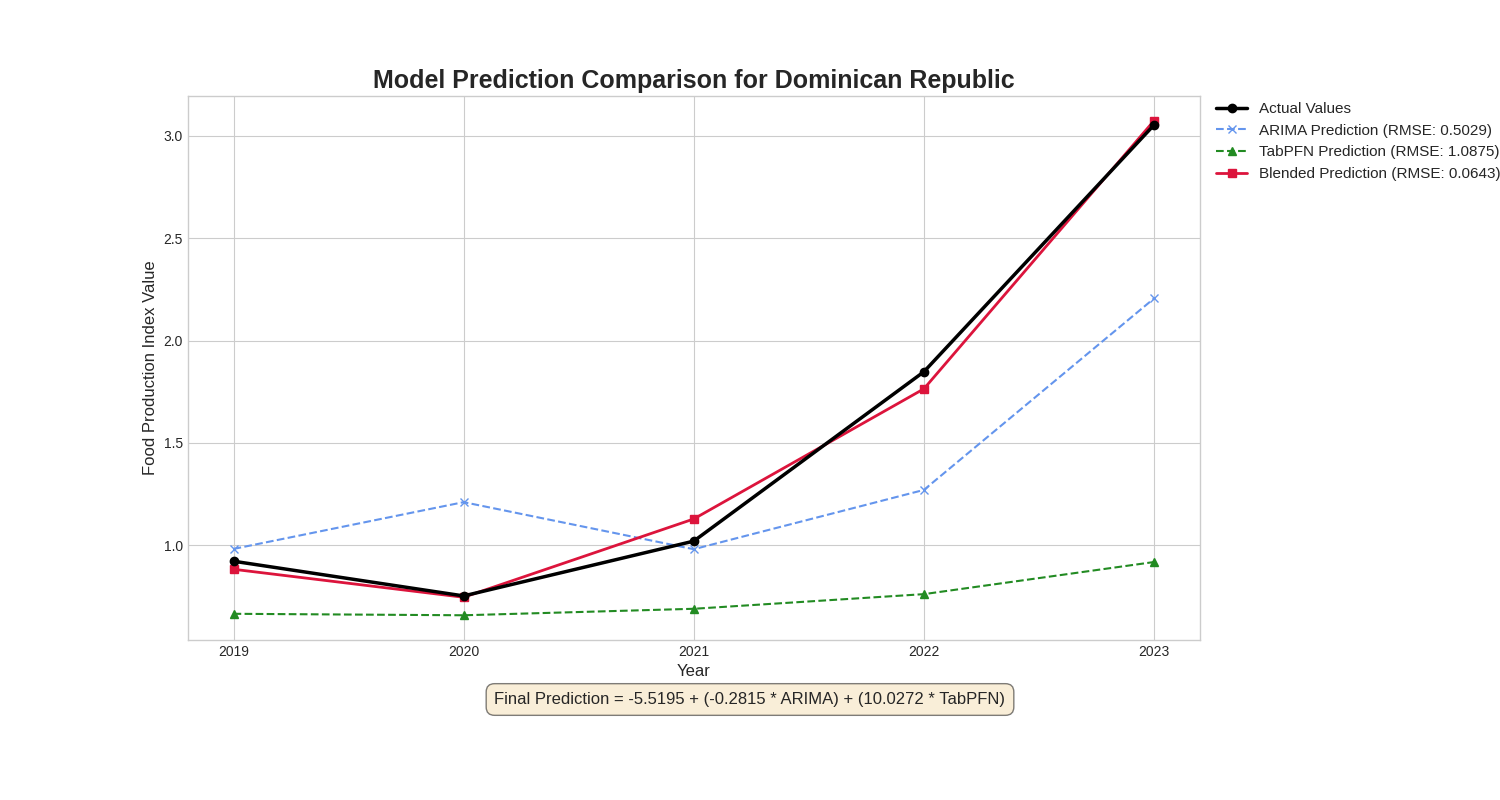 Model Prediction Comparison for Dominican Republic
Actual Values
ARIMA Prediction (RMSE: 0.5029)
TabPFN Prediction (RMSE: 1.0875)
Blended Prediction (RMSE: 0.0643)
Food Production Index Value
3.0
2.5
2.0
1.5
1.0
2019 2020 2021 2022 2023
Year
Final Prediction = -5.5195 + (-0.2815 * ARIMA) + (10.0272 * TabPFN)